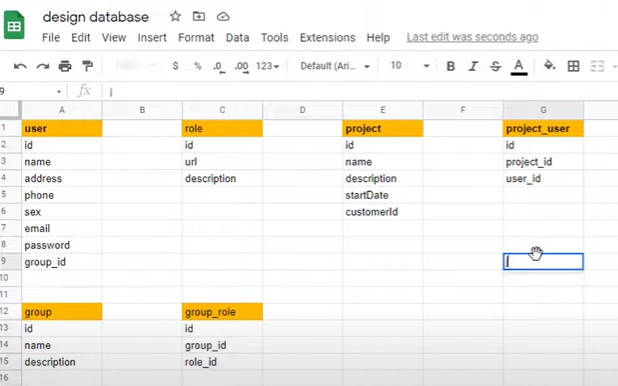 design database
File Edit View Insert Format Data Tools Extensions Help Last edit was seconds ago
$ % .0 .00 123 Default (Ari... 10 B I S A
9 fx
A B C D E F G
1 user role project project_user
2 id id id id
3 name url name project_id
4 address description description user_id
5 phone startDate
6 sex customerId
7 email
8 password
9 group_id
10
11
12 group group_role
13 id id
14 name group_id
15 description role_id
16